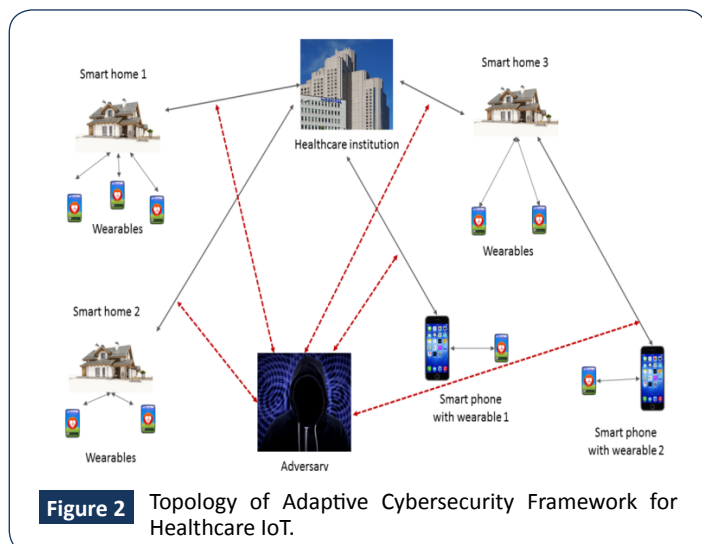 Smart home 1
Smart home 3
Healthcare institution
Wearables
Wearables
Smart home 2
Smart phone
with wearable 1
Smart phone
with wearable 2
Wearables
Adversary
Figure 2 Topology of Adaptive Cybersecurity Framework for
Healthcare IoT.